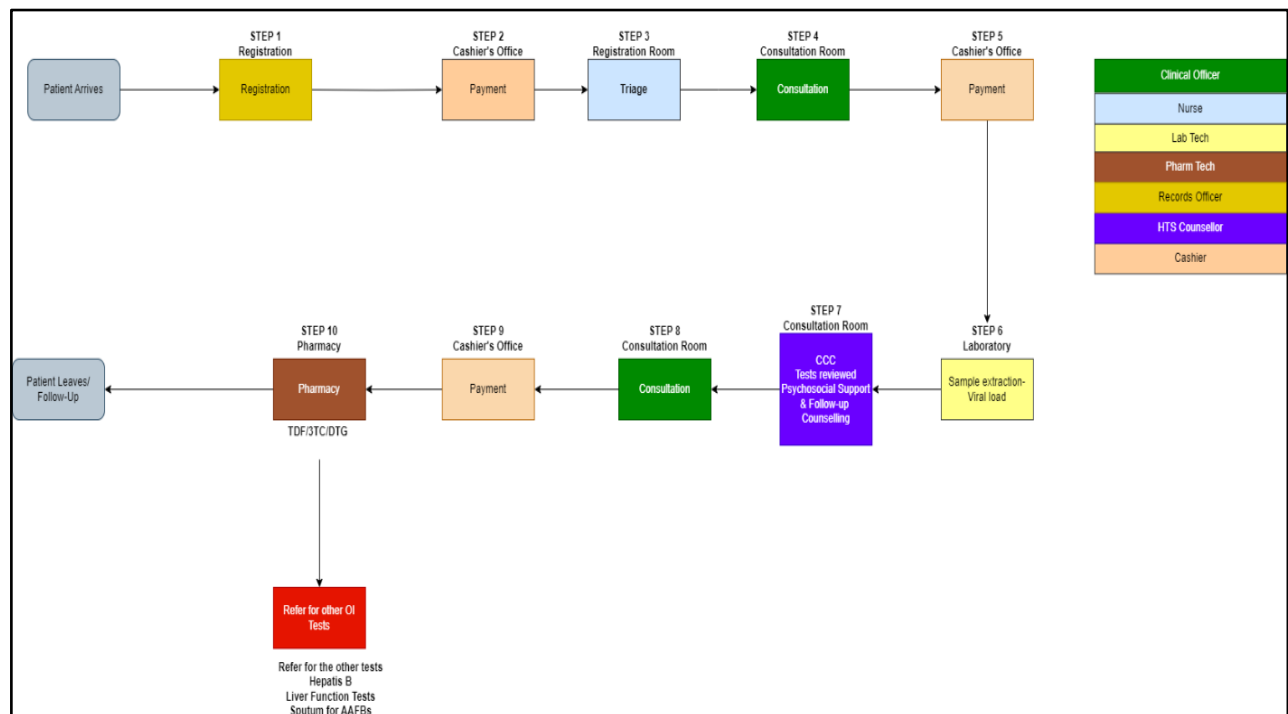 STEP 1
Registration
STEP 2
Cashier's Office
STEP 3
Registration Room
STEP 4
Consultation Room
STEP 5
Cashier's Office
Patient Arrives
Registration
Payment
Triage
Consultation
Payment
Clinical Officer
Nurse
Lab Tech
Pharm Tech
Records Officer
HTS Counsellor
Cashier
STEP 10
Pharmacy
STEP 9
Cashier's Office
STEP 8
Consultation Room
STEP 7
Consultation Room
STEP 6
Laboratory
Patient Leaves/
Follow-Up
Pharmacy
TDF/3TC/DTG
Payment
Consultation
CCC
Tests reviewed
Psychosocial Support
& Follow-up
Counselling
Sample extraction-
Viral load
Refer for other OI
Tests
Refer for the other tests
Hepatis B
Liver Function Tests
Sputum for AAFBs